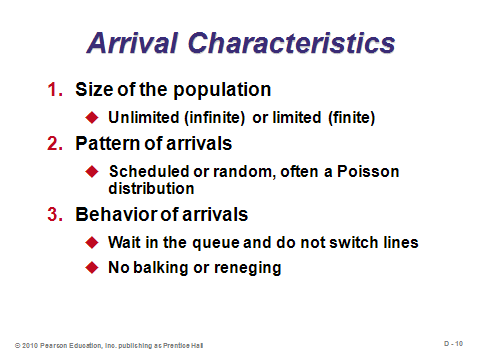 Arrival Characteristics
1. Size of the population
◆ Unlimited (infinite) or limited (finite)
2. Pattern of arrivals
◆ Scheduled or random, often a Poisson
distribution
3. Behavior of arrivals
◆ Wait in the queue and do not switch lines
◆ No balking or reneging
© 2010 Pearson Education, Inc. publishing as Prentice Hall
D - 10